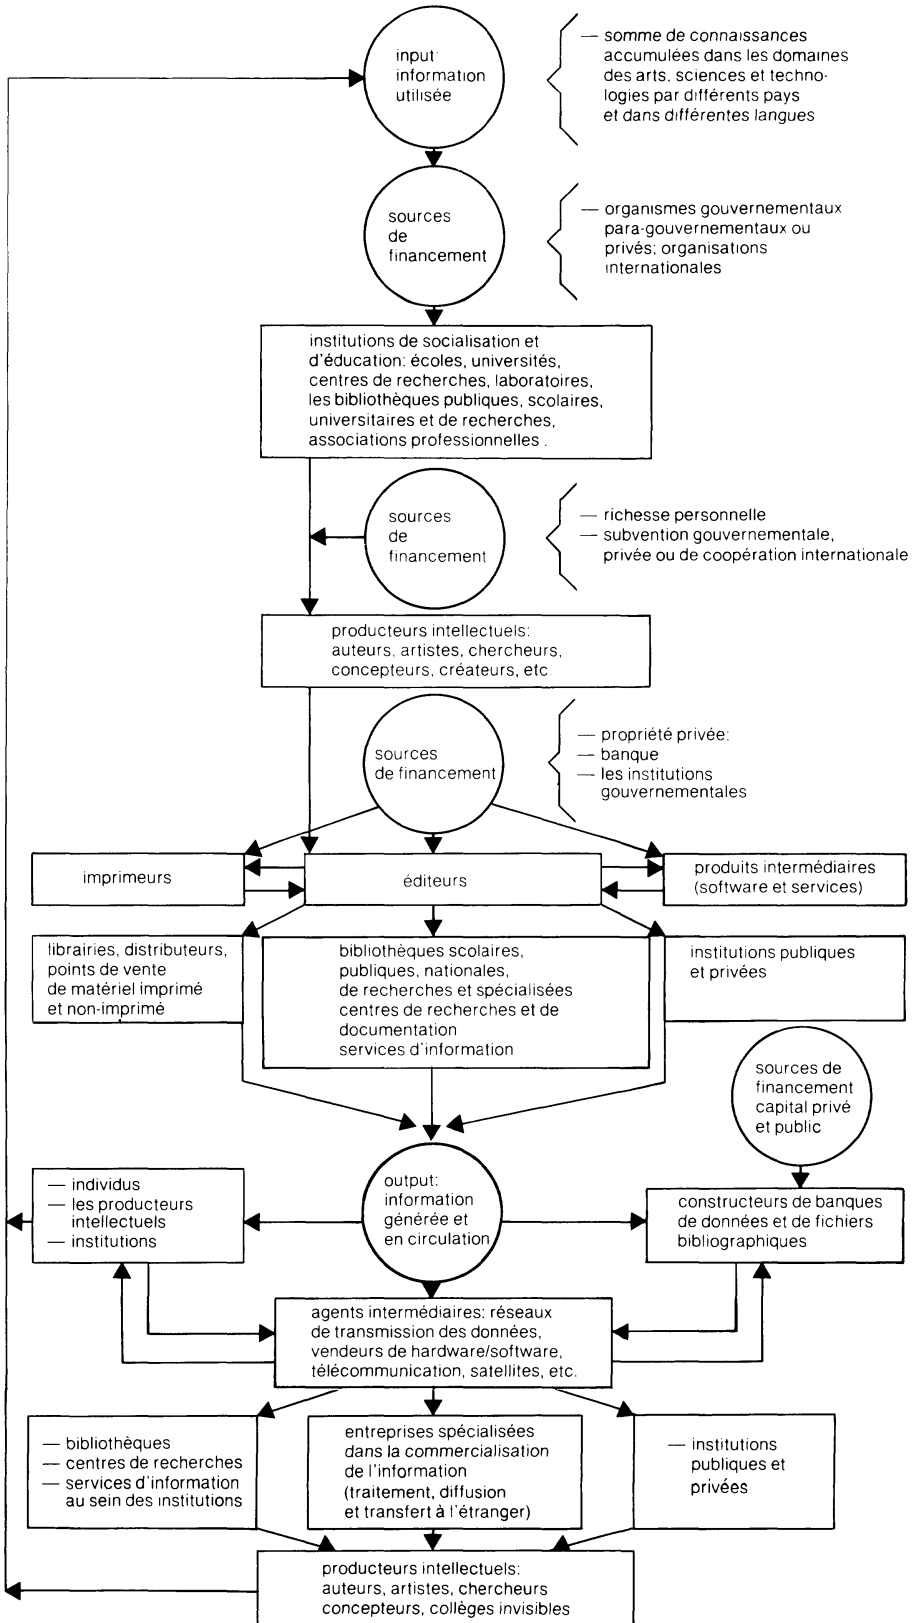 input:
information
utilisée
— somme de connaissances
accumulées dans les domaines
des arts, sciences et techno-
logies par différents pays
et dans différentes langues
sources
de
financement
— organismes gouvernementaux
para-gouvernementaux ou
privés; organisations
internationales
institutions de socialisation et
d'éducation: écoles, universités,
centres de recherches, laboratoires,
les bibliothèques publiques, scolaires,
universitaires et de recherches,
associations professionnelles .
sources
de
financement
— richesse personnelle
— subvention gouvernementale,
privée ou de coopération internationale
producteurs intellectuels:
auteurs, artistes, chercheurs,
concepteurs, créateurs, etc
sources
de financement
— propriété privée:
— banque
— les institutions
gouvernementales
imprimeurs
éditeurs
produits intermédiaires
(software et services)
librairies, distributeurs,
points de vente
de matériel imprimé
et non-imprimé
bibliothèques scolaires,
publiques, nationales,
de recherches et spécialisées
centres de recherches et de
documentation
services d'information
institutions publiques
et privées
sources de
financement
capital privé
et public
— individus
— les producteurs
intellectuels
— institutions
output:
information
générée et
en circulation
constructeurs de banques
de données et de fichiers
bibliographiques
agents intermédiaires: réseaux
de transmission des données,
vendeurs de hardware/software,
télécommunication, satellites, etc.
— bibliothèques
— centres de recherches
— services d'information
au sein des institutions
entreprises spécialisées
dans la commercialisation
de l'information
(traitement, diffusion
et transfert à l'étranger)
— institutions
publiques et
privées
producteurs intellectuels:
auteurs, artistes, chercheurs
concepteurs, collèges invisibles